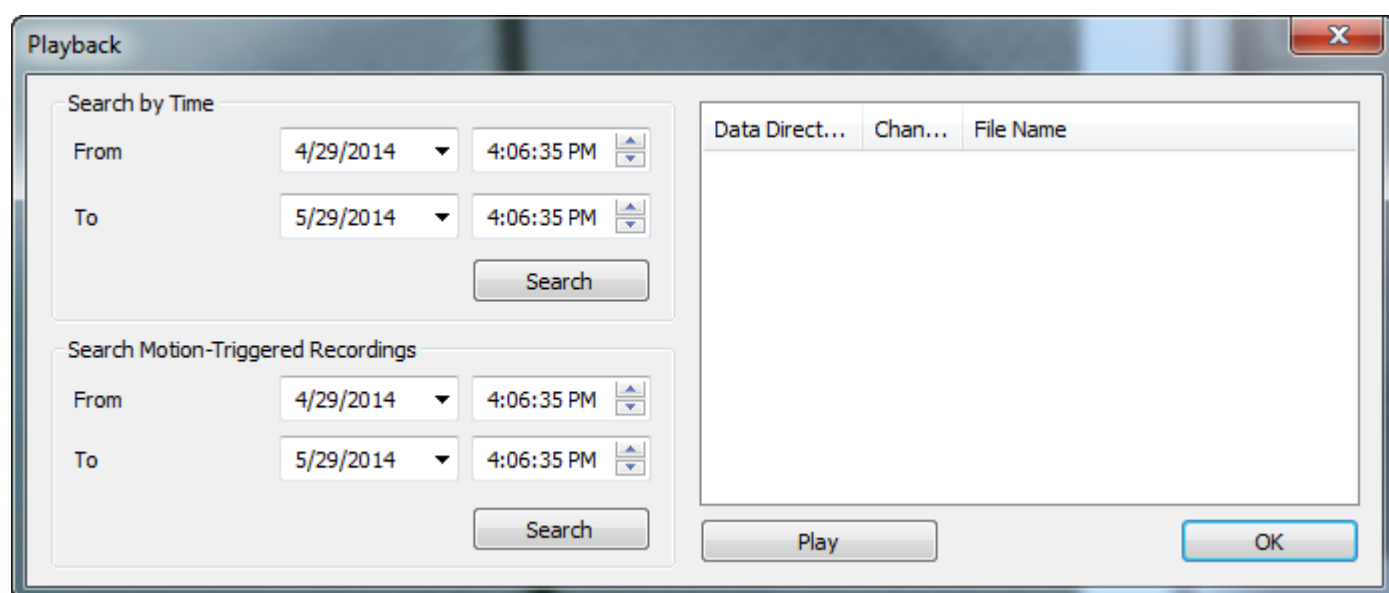 Playback
Search by Time
From 4/29/2014 4:06:35 PM
To 5/29/2014 4:06:35 PM
Search
Search Motion-Triggered Recordings
From 4/29/2014 4:06:35 PM
To 5/29/2014 4:06:35 PM
Search
Data Direct... Chan... File Name
Play OK